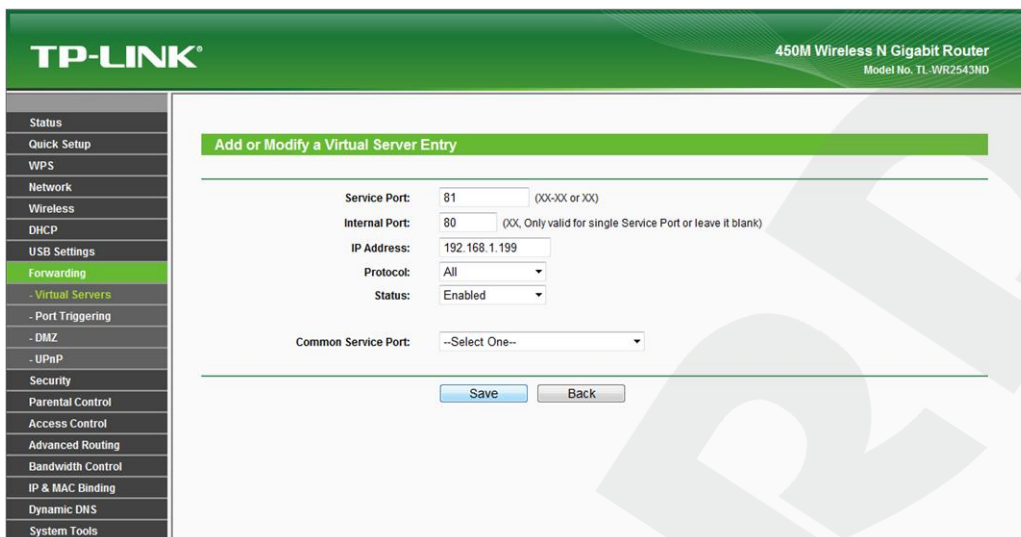 TP-LINK®
450M Wireless N Gigabit Router
Model No. TL-WR2543ND
Status
Quick Setup
WPS
Network
Wireless
DHCP
USB Settings
Forwarding
- Virtual Servers
- Port Triggering
- DMZ
- UPnP
Security
Parental Control
Access Control
Advanced Routing
Bandwidth Control
IP & MAC Binding
Dynamic DNS
System Tools
Add or Modify a Virtual Server Entry
Service Port: 81 (XX-XX or XX)
Internal Port: 80 (XX, Only valid for single Service Port or leave it blank)
IP Address: 192.168.1.199
Protocol: All
Status: Enabled
Common Service Port: --Select One--
Save Back